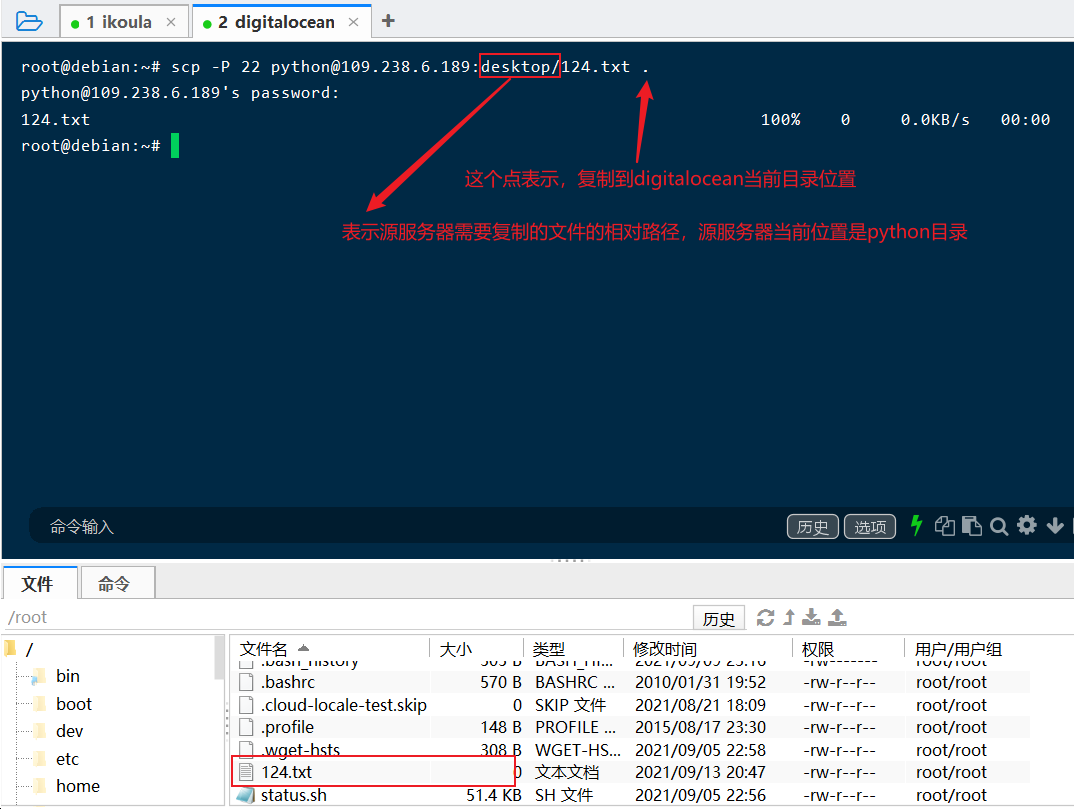 1 ikoula × 2 digitalocean × +
root@debian:~# scp -P 22 python@109.238.6.189:desktop/124.txt .
python@109.238.6.189's password:
124.txt 100% 0 0.0KB/s 00:00
root@debian:~#
这个点表示，复制到digitalocean当前目录位置
表示源服务器需要复制的文件的相对路径，源服务器当前位置是python目录
命令输入 历史 选项
文件 命令
/root 历史
/ 文件名 大小 类型 修改时间 权限 用户/用户组
.bash_history 505 B BASH_HI... 2021/09/09 23:16 -rw------- root/root
bin .bashrc 570 B BASHRC ... 2010/01/31 19:52 -rw-r--r-- root/root
boot .cloud-locale-test.skip 0 SKIP 文件 2021/08/21 18:09 -rw-r--r-- root/root
dev .profile 148 B PROFILE ... 2015/08/17 23:30 -rw-r--r-- root/root
etc .wget-hsts 308 B WGET-HS... 2021/09/05 22:58 -rw-r--r-- root/root
124.txt 0 文本文档 2021/09/13 20:47 -rw-r--r-- root/root
home status.sh 51.4 KB SH 文件 2021/09/05 22:56 -rw-r--r-- root/root